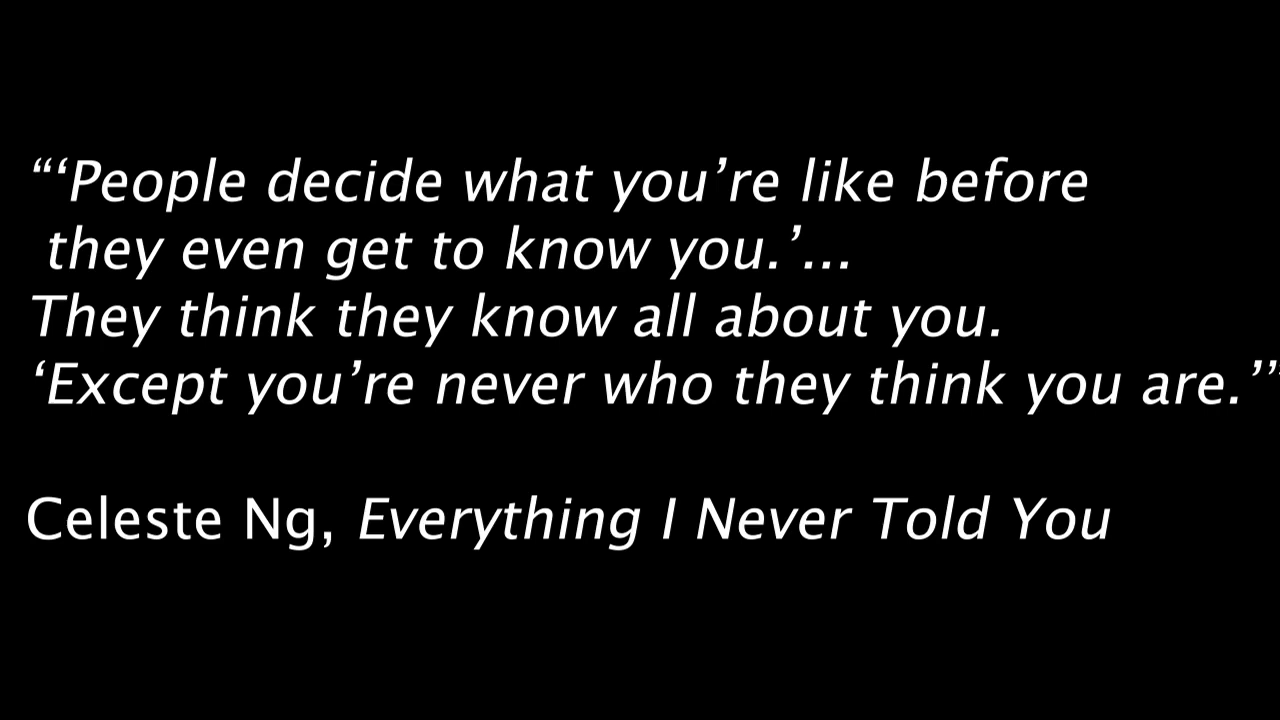 “‘People decide what you’re like before
they even get to know you.’...
They think they know all about you.
‘Except you’re never who they think you are.’”
Celeste Ng, Everything I Never Told You